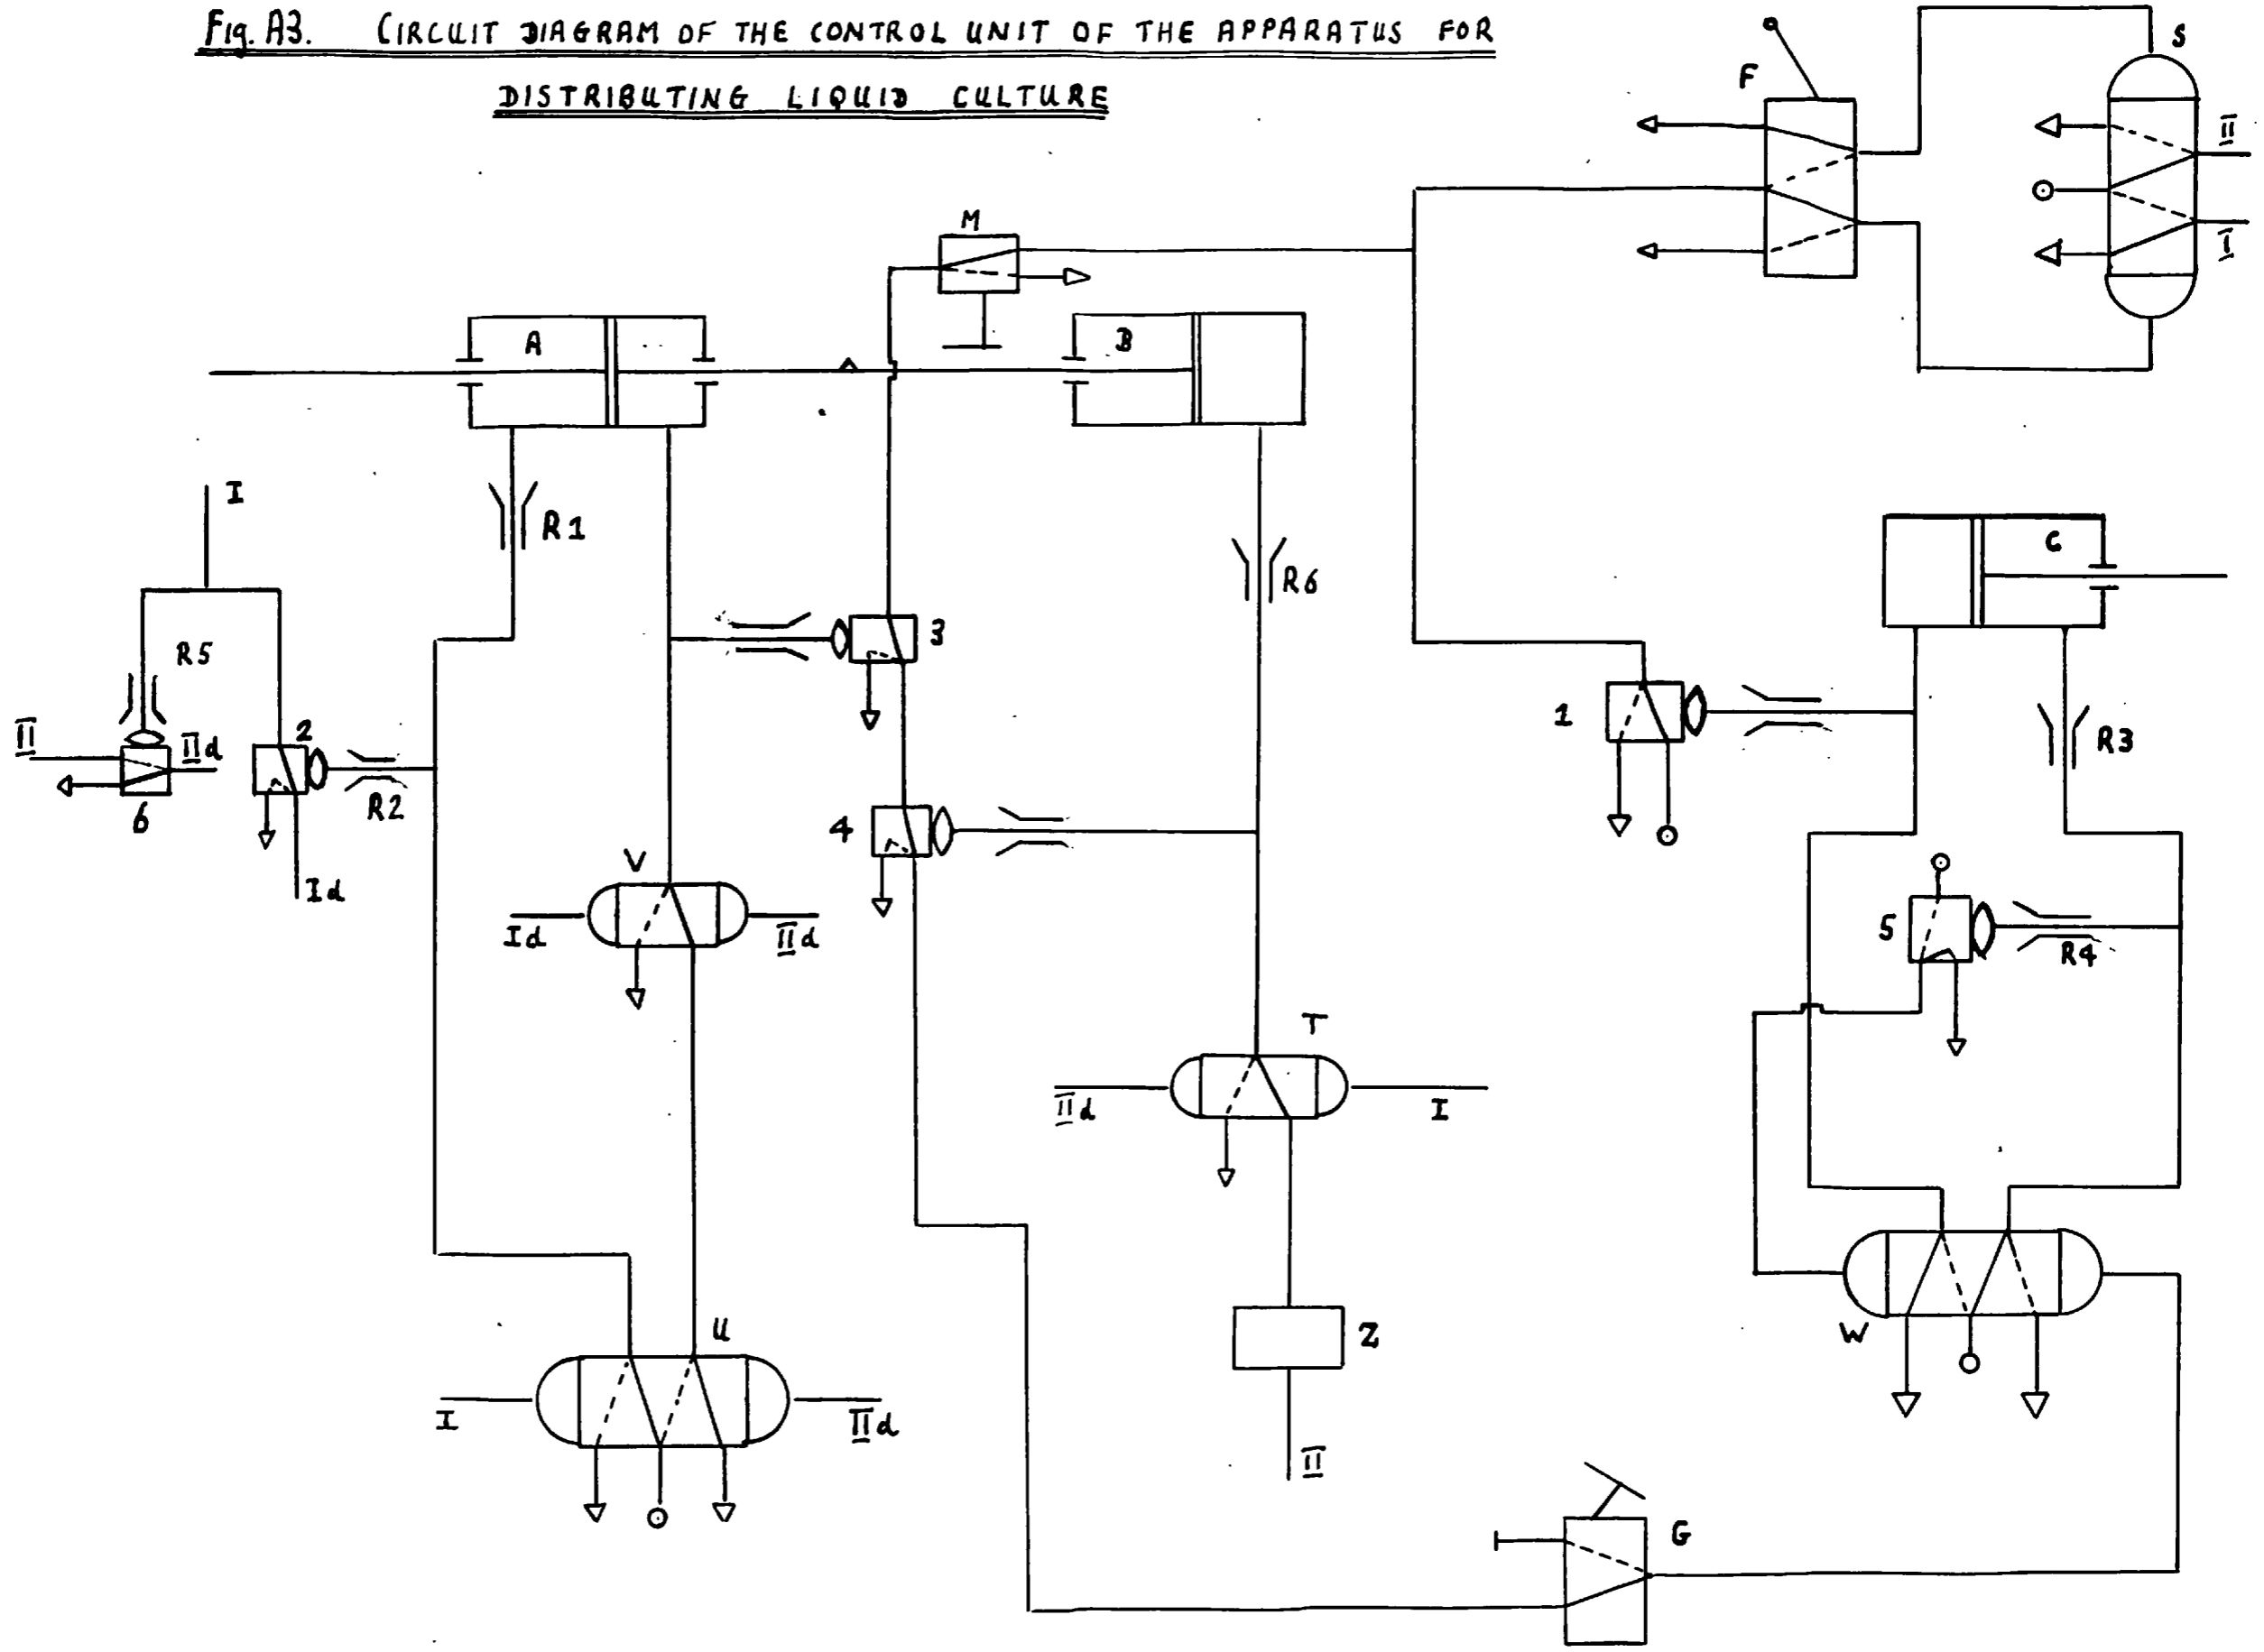 Fig. A3. CIRCUIT DIAGRAM OF THE CONTROL UNIT OF THE APPARATUS FOR
DISTRIBUTING LIQUID CULTURE
S
F
II
I
M
A
B
I
R1
C
R6
R5
3
1
R3
2
II
IId
6
R2
4
V
Id
Id
IId
5
R4
T
IId
I
U
Z
W
I
IId
II
G